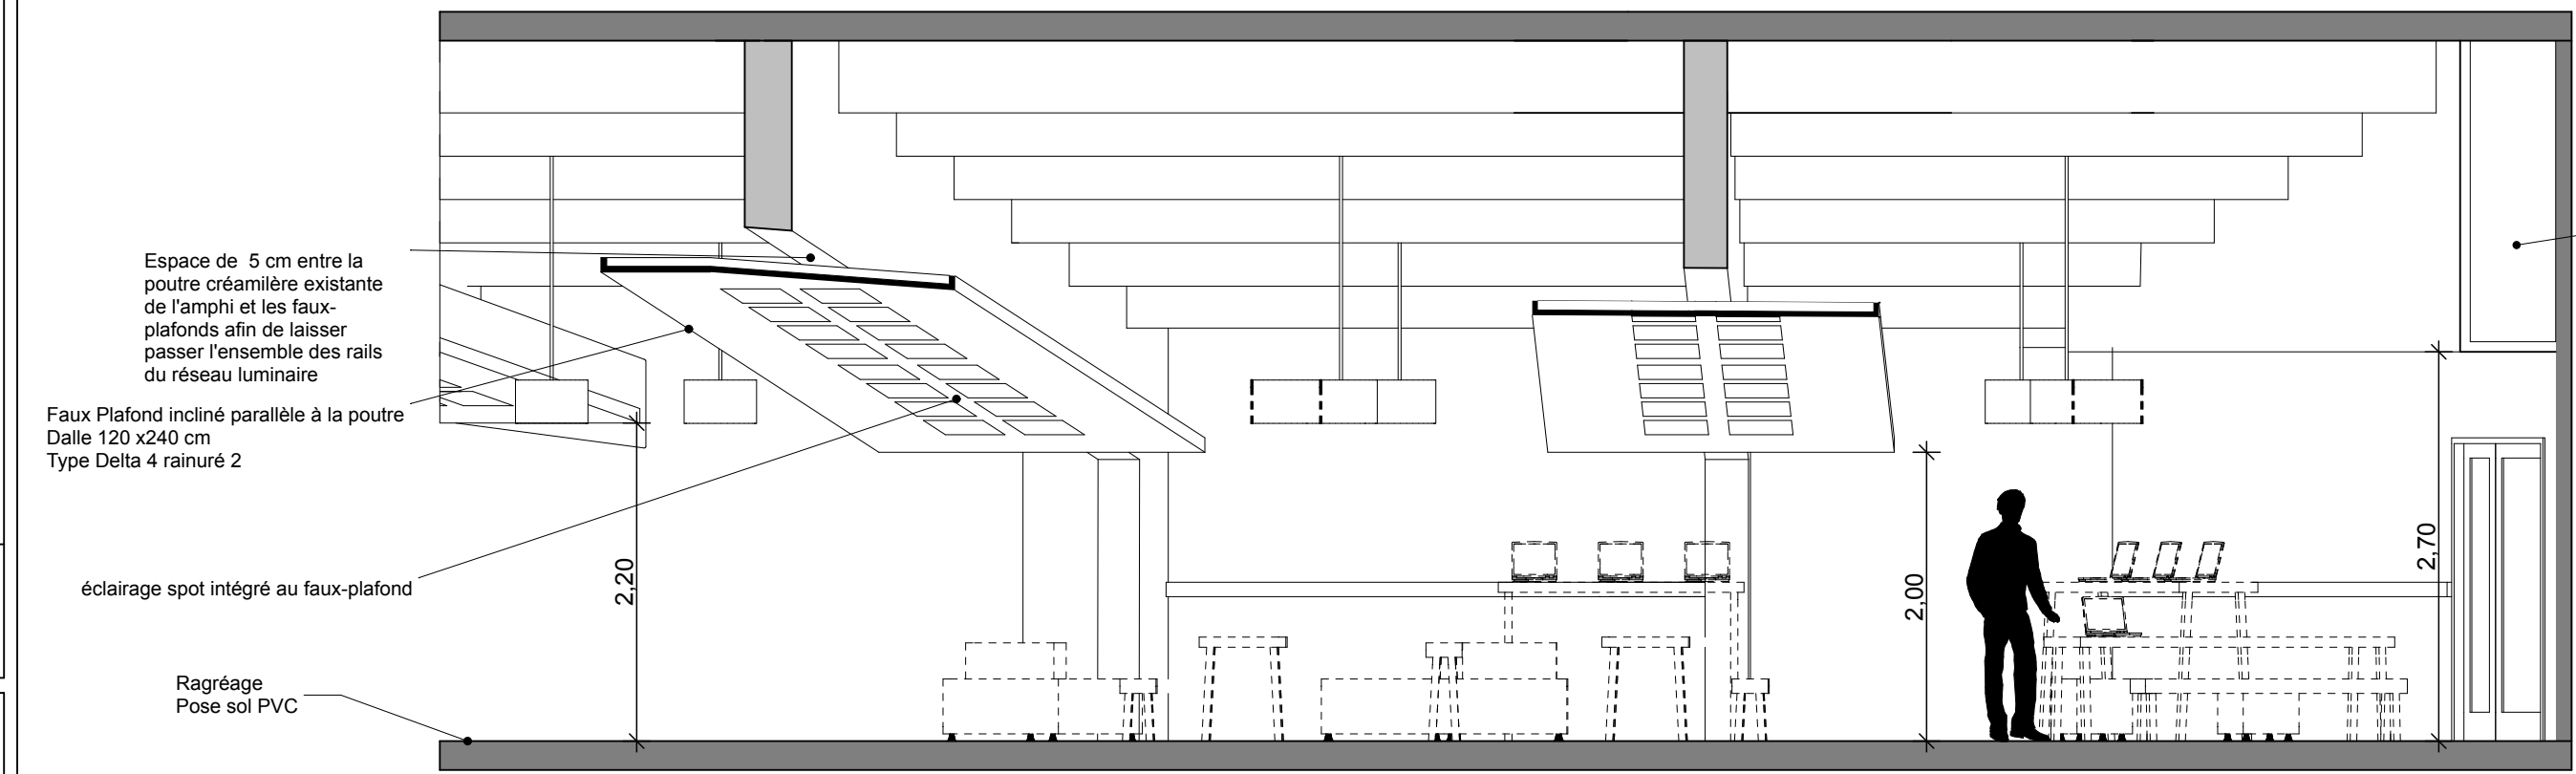 Espace de 5 cm entre la
poutre créamilère existante
de l'amphi et les faux-
plafonds afin de laisser
passer l'ensemble des rails
du réseau luminaire
Faux Plafond incliné parallèle à la poutre
Dalle 120 x240 cm
Type Delta 4 rainuré 2
éclairage spot intégré au faux-plafond
Ragréage
Pose sol PVC
2,20
2,00
2,70